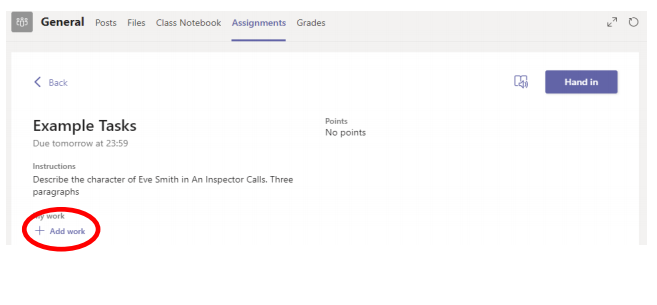 General Posts Files Class Notebook Assignments Grades
Back
Hand in
Example Tasks
Due tomorrow at 23:59
Points
No points
Instructions
Describe the character of Eve Smith in An Inspector Calls. Three
paragraphs
My work
+ Add work